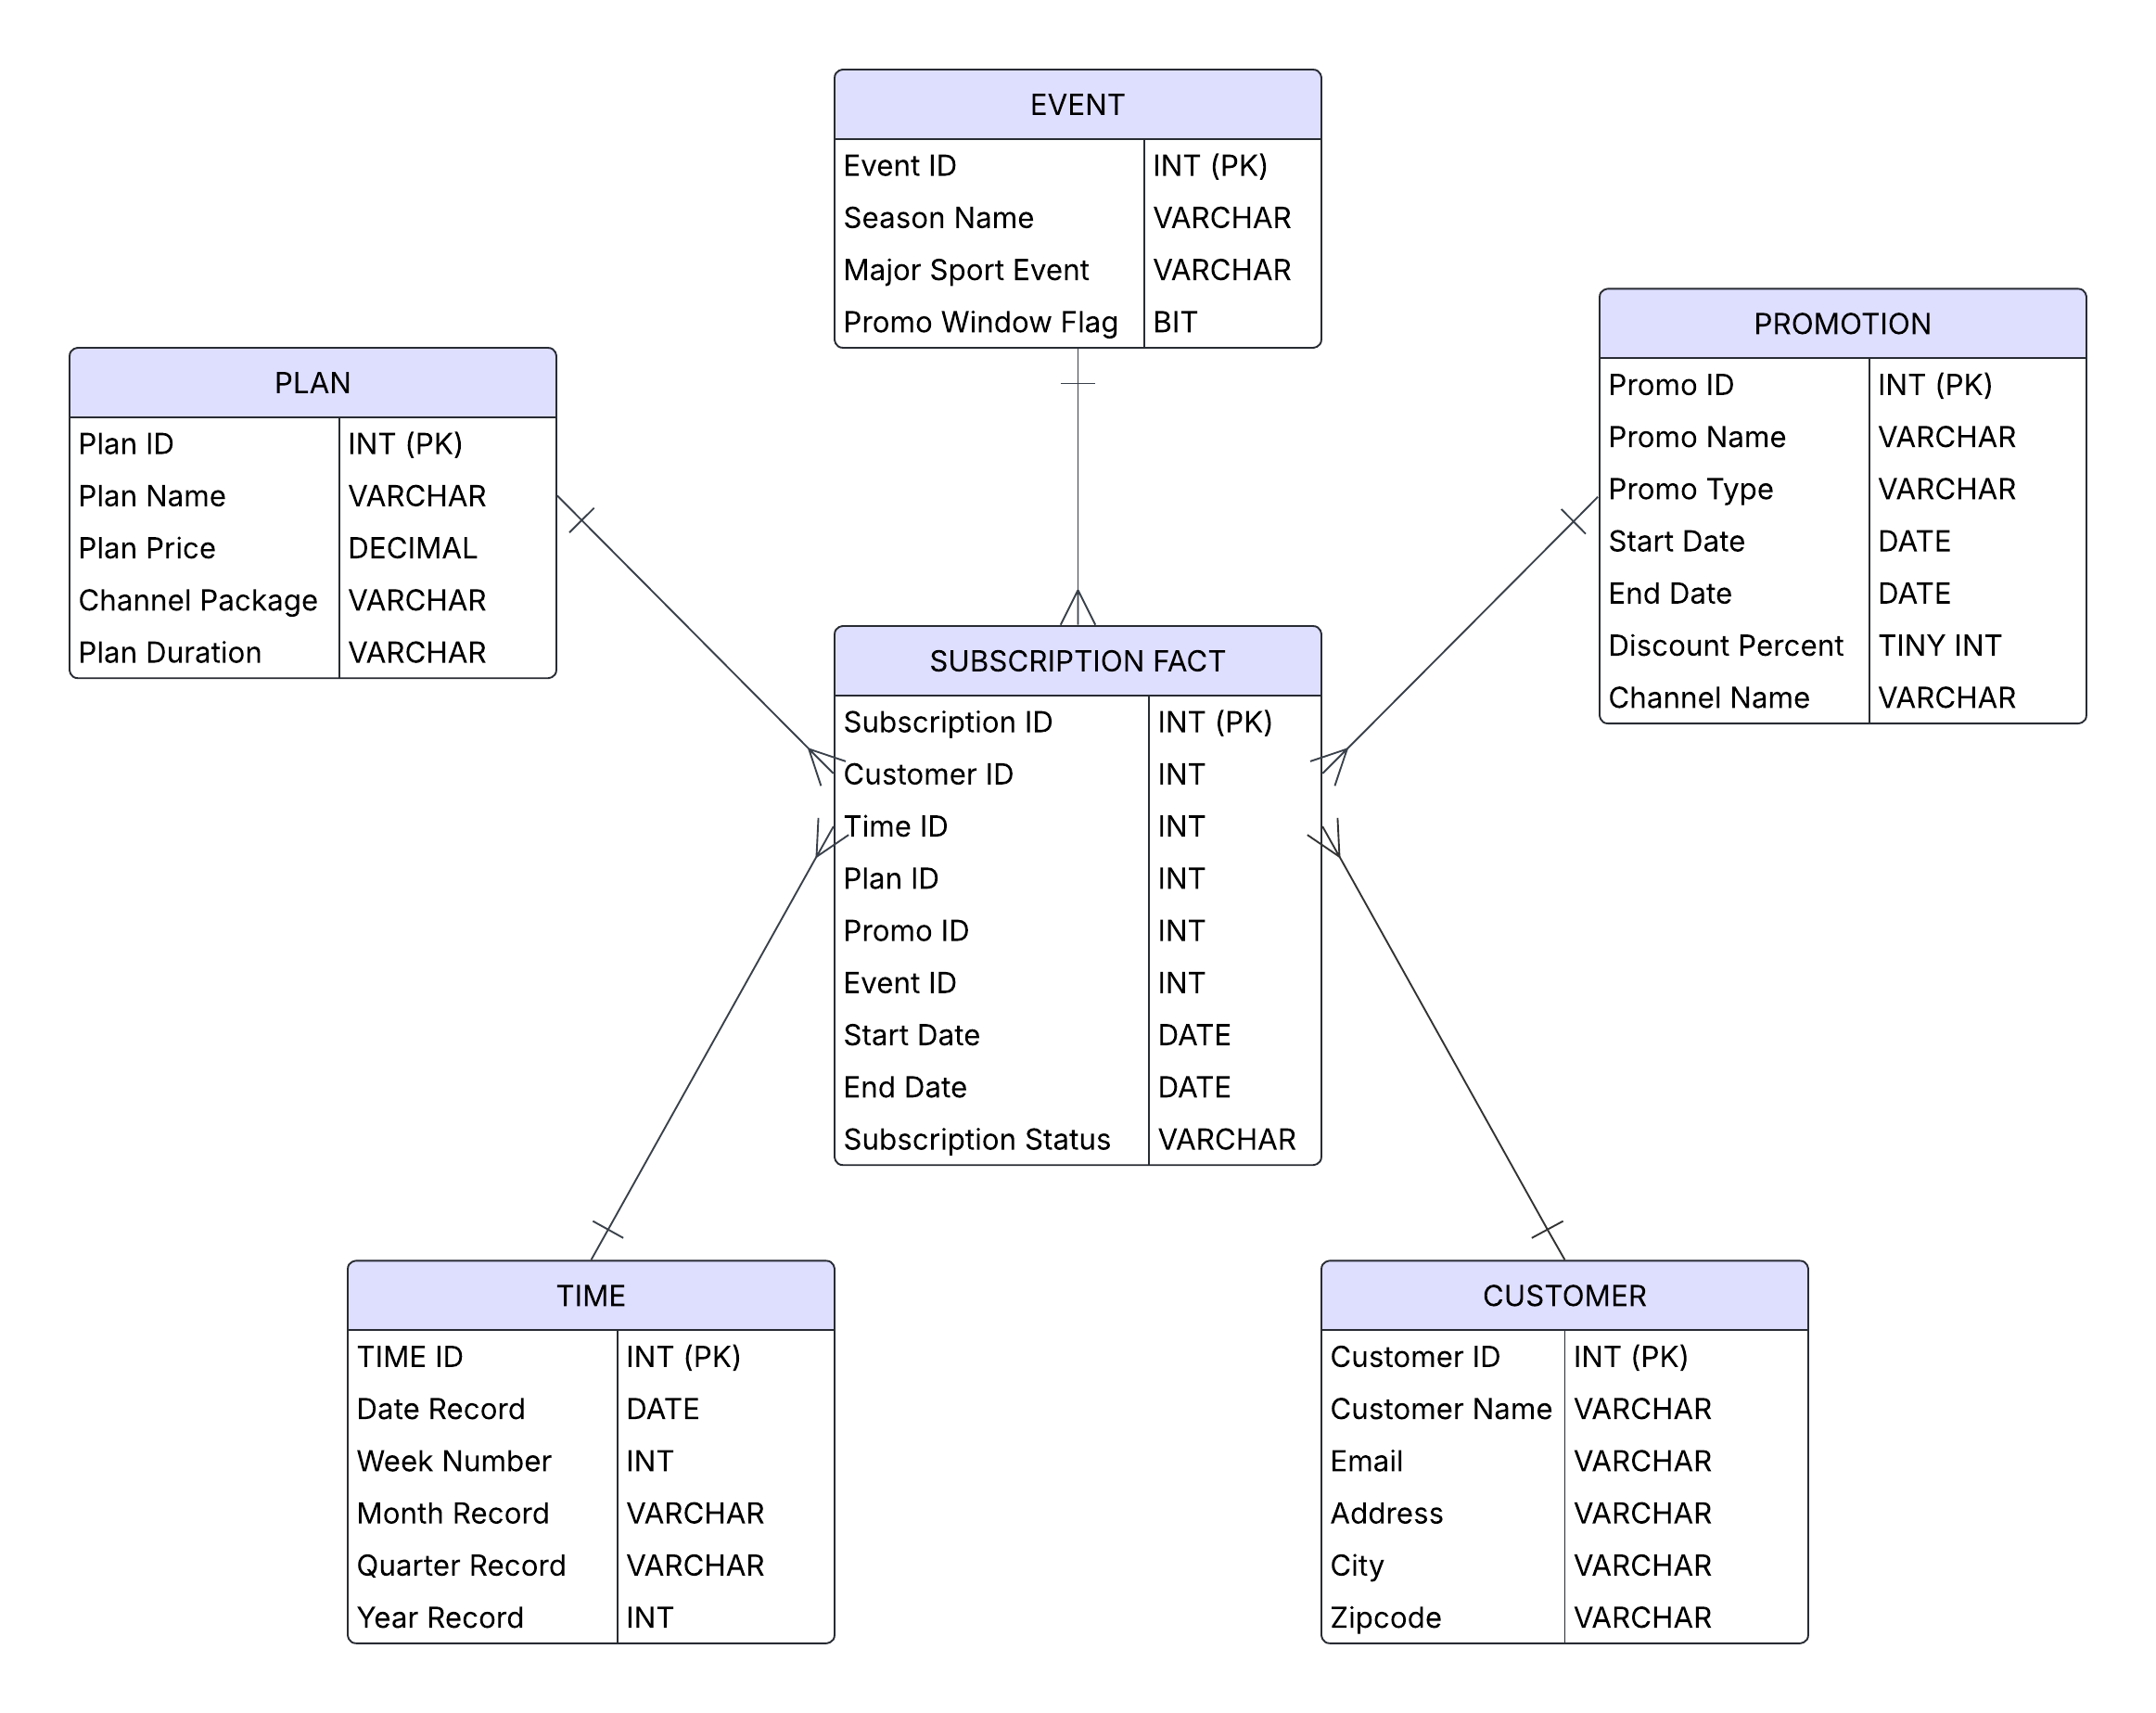 EVENT
Event ID INT (PK)
Season Name VARCHAR
Major Sport Event VARCHAR
Promo Window Flag BIT
PLAN
Plan ID INT (PK)
Plan Name VARCHAR
Plan Price DECIMAL
Channel Package VARCHAR
Plan Duration VARCHAR
PROMOTION
Promo ID INT (PK)
Promo Name VARCHAR
Promo Type VARCHAR
Start Date DATE
End Date DATE
Discount Percent TINY INT
Channel Name VARCHAR
SUBSCRIPTION FACT
Subscription ID INT (PK)
Customer ID INT
Time ID INT
Plan ID INT
Promo ID INT
Event ID INT
Start Date DATE
End Date DATE
Subscription Status VARCHAR
TIME
TIME ID INT (PK)
Date Record DATE
Week Number INT
Month Record VARCHAR
Quarter Record VARCHAR
Year Record INT
CUSTOMER
Customer ID INT (PK)
Customer Name VARCHAR
Email VARCHAR
Address VARCHAR
City VARCHAR
Zipcode VARCHAR